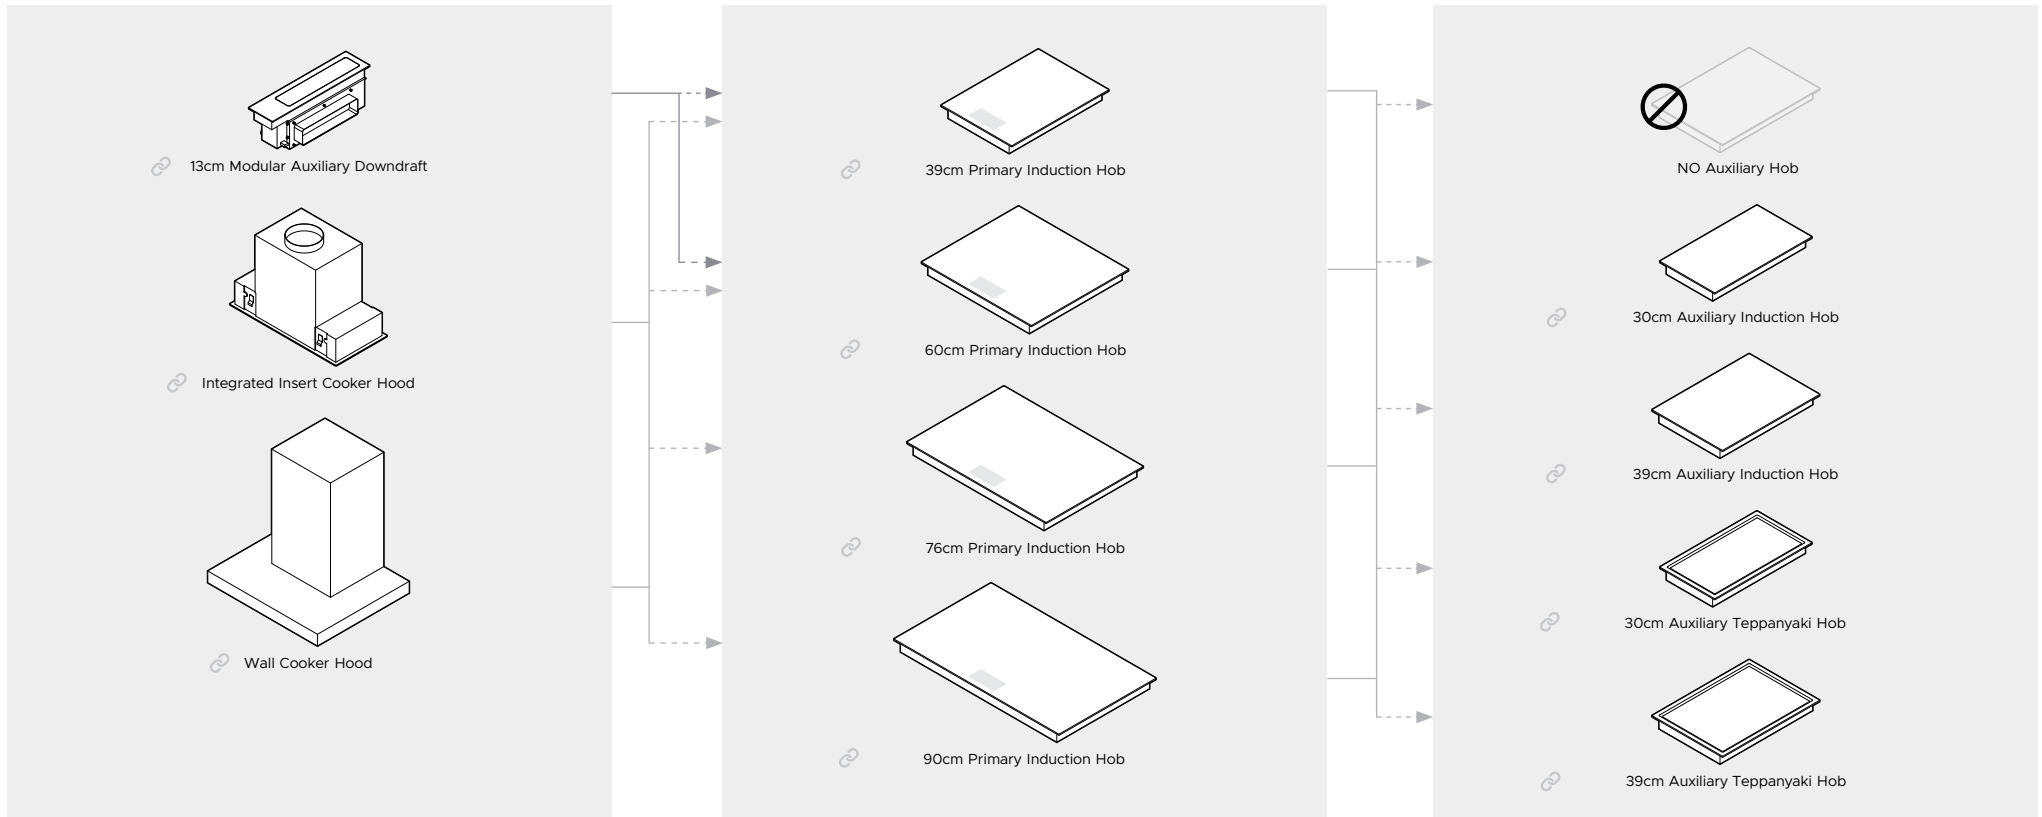 13cm Modular Auxiliary Downdraft
Integrated Insert Cooker Hood
Wall Cooker Hood
39cm Primary Induction Hob
60cm Primary Induction Hob
76cm Primary Induction Hob
90cm Primary Induction Hob
NO Auxiliary Hob
30cm Auxiliary Induction Hob
39cm Auxiliary Induction Hob
30cm Auxiliary Teppanyaki Hob
39cm Auxiliary Teppanyaki Hob